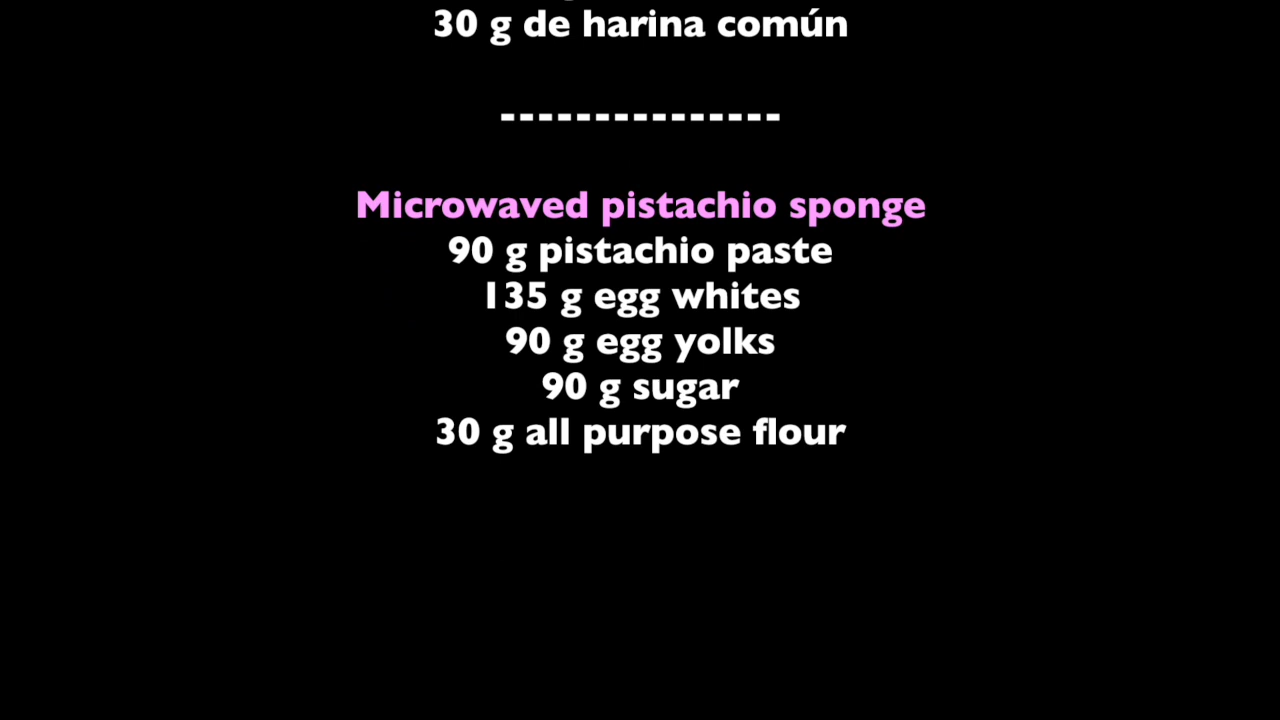 30 g de harina común
---------------
Microwaved pistachio sponge
90 g pistachio paste
135 g egg whites
90 g egg yolks
90 g sugar
30 g all purpose flour